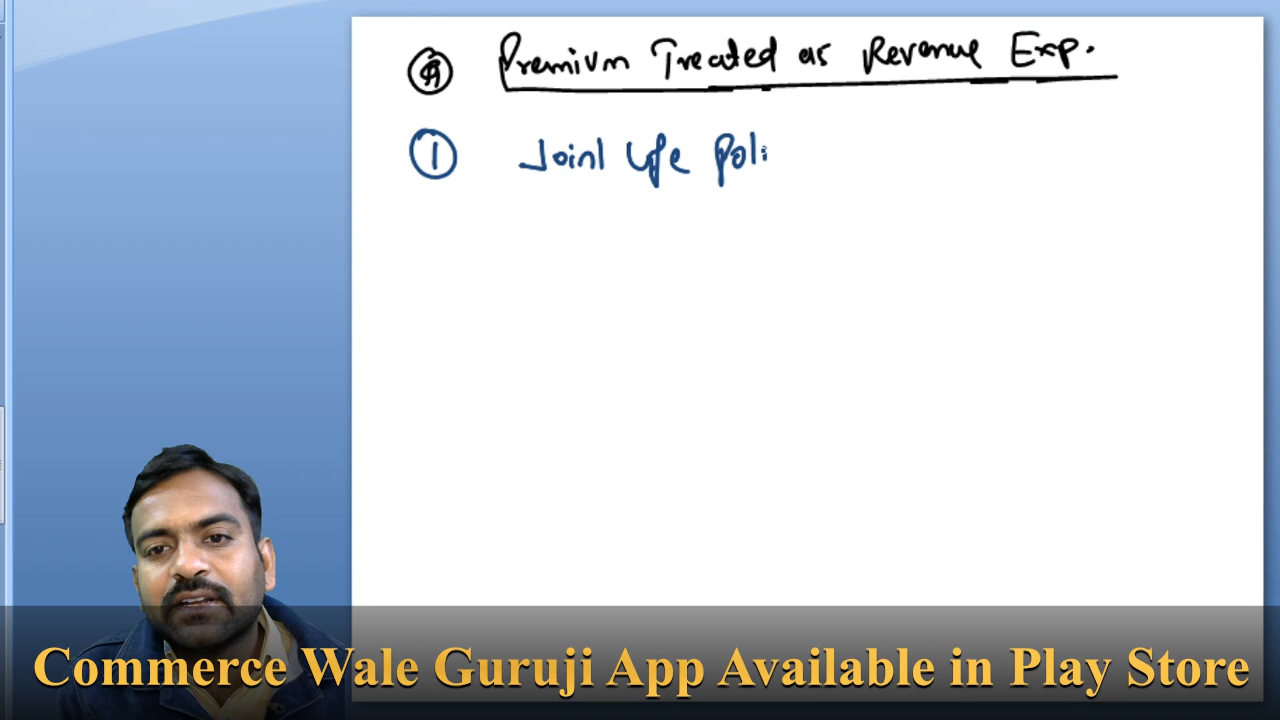 Ⓐ Premium Treated as Revenue Exp.
① Joint Life Poli
Commerce Wale Guruji App Available in Play Store